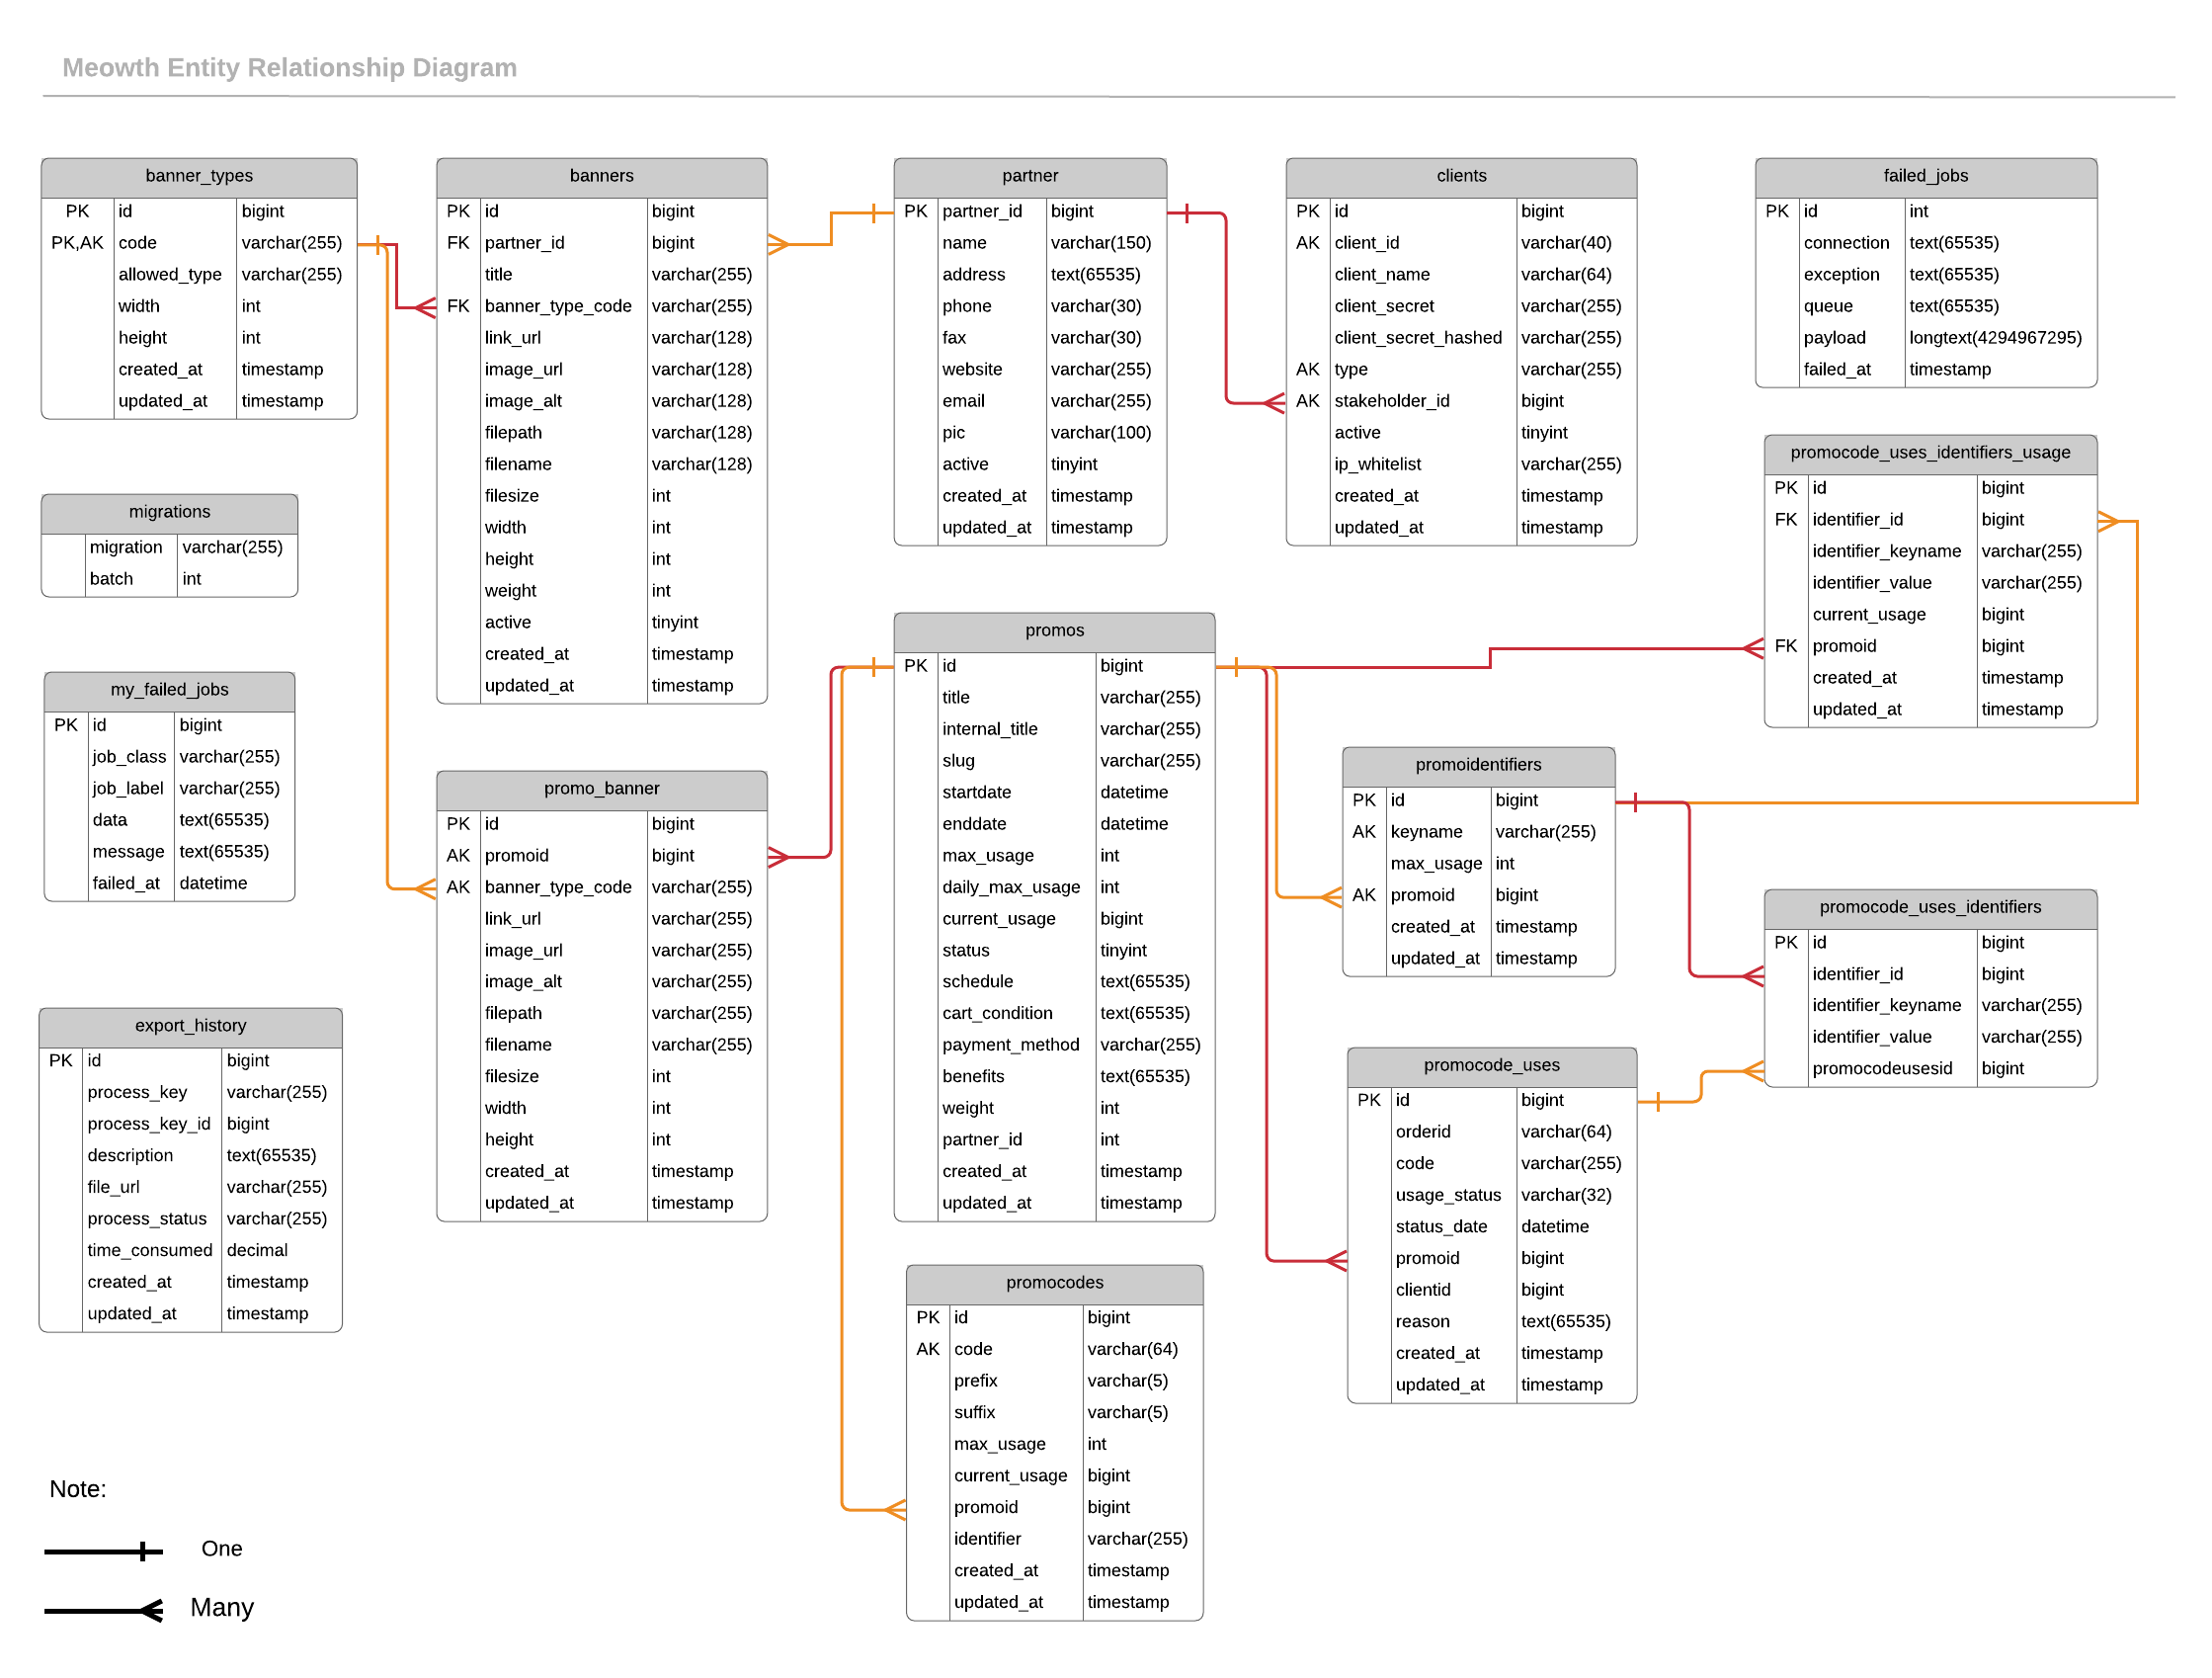 Meowth Entity Relationship Diagram
banner_types
PK id bigint
PK,AK code varchar(255)
allowed_type varchar(255)
width int
height int
created_at timestamp
updated_at timestamp
migrations
migration varchar(255)
batch int
my_failed_jobs
PK id bigint
job_class varchar(255)
job_label varchar(255)
data text(65535)
message text(65535)
failed_at datetime
export_history
PK id bigint
process_key varchar(255)
process_key_id bigint
description text(65535)
file_url varchar(255)
process_status varchar(255)
time_consumed decimal
created_at timestamp
updated_at timestamp
banners
PK id bigint
FK partner_id bigint
title varchar(255)
FK banner_type_code varchar(255)
link_url varchar(128)
image_url varchar(128)
image_alt varchar(128)
filepath varchar(128)
filename varchar(128)
filesize int
width int
height int
weight int
active tinyint
created_at timestamp
updated_at timestamp
promo_banner
PK id bigint
AK promoid bigint
AK banner_type_code varchar(255)
link_url varchar(255)
image_url varchar(255)
image_alt varchar(255)
filepath varchar(255)
filename varchar(255)
filesize int
width int
height int
created_at timestamp
updated_at timestamp
partner
PK partner_id bigint
name varchar(150)
address text(65535)
phone varchar(30)
fax varchar(30)
website varchar(255)
email varchar(255)
pic varchar(100)
active tinyint
created_at timestamp
updated_at timestamp
promos
PK id bigint
title varchar(255)
internal_title varchar(255)
slug varchar(255)
startdate datetime
enddate datetime
max_usage int
daily_max_usage int
current_usage bigint
status tinyint
schedule text(65535)
cart_condition text(65535)
payment_method varchar(255)
benefits text(65535)
weight int
partner_id int
created_at timestamp
updated_at timestamp
promocodes
PK id bigint
AK code varchar(64)
prefix varchar(5)
suffix varchar(5)
max_usage int
current_usage bigint
promoid bigint
identifier varchar(255)
created_at timestamp
updated_at timestamp
clients
PK id bigint
AK client_id varchar(40)
client_name varchar(64)
client_secret varchar(255)
client_secret_hashed varchar(255)
AK type varchar(255)
AK stakeholder_id bigint
active tinyint
ip_whitelist varchar(255)
created_at timestamp
updated_at timestamp
promoidentifiers
PK id bigint
AK keyname varchar(255)
max_usage int
AK promoid bigint
created_at timestamp
updated_at timestamp
promocode_uses
PK id bigint
orderid varchar(64)
code varchar(255)
usage_status varchar(32)
status_date datetime
promoid bigint
clientid bigint
reason text(65535)
created_at timestamp
updated_at timestamp
failed_jobs
PK id int
connection text(65535)
exception text(65535)
queue text(65535)
payload longtext(4294967295)
failed_at timestamp
promocode_uses_identifiers_usage
PK id bigint
FK identifier_id bigint
identifier_keyname varchar(255)
identifier_value varchar(255)
current_usage bigint
FK promoid bigint
created_at timestamp
updated_at timestamp
promocode_uses_identifiers
PK id bigint
identifier_id bigint
identifier_keyname varchar(255)
identifier_value varchar(255)
promocodeusesid bigint
Note:
One
Many